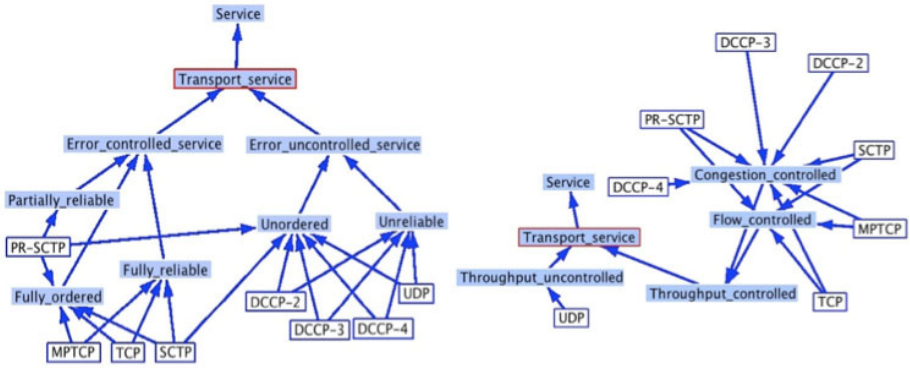 Service
Transport_service
Error_controlled_service
Error_uncontrolled_service
Partially_reliable
Unordered
Unreliable
PR-SCTP
Fully_reliable
Fully_ordered
DCCP-2
UDP
DCCP-3
DCCP-4
MPTCP
TCP
SCTP
DCCP-3
DCCP-2
PR-SCTP
SCTP
Congestion_controlled
Service
DCCP-4
Flow_controlled
MPTCP
Transport_service
Throughput_uncontrolled
Throughput_controlled
TCP
UDP